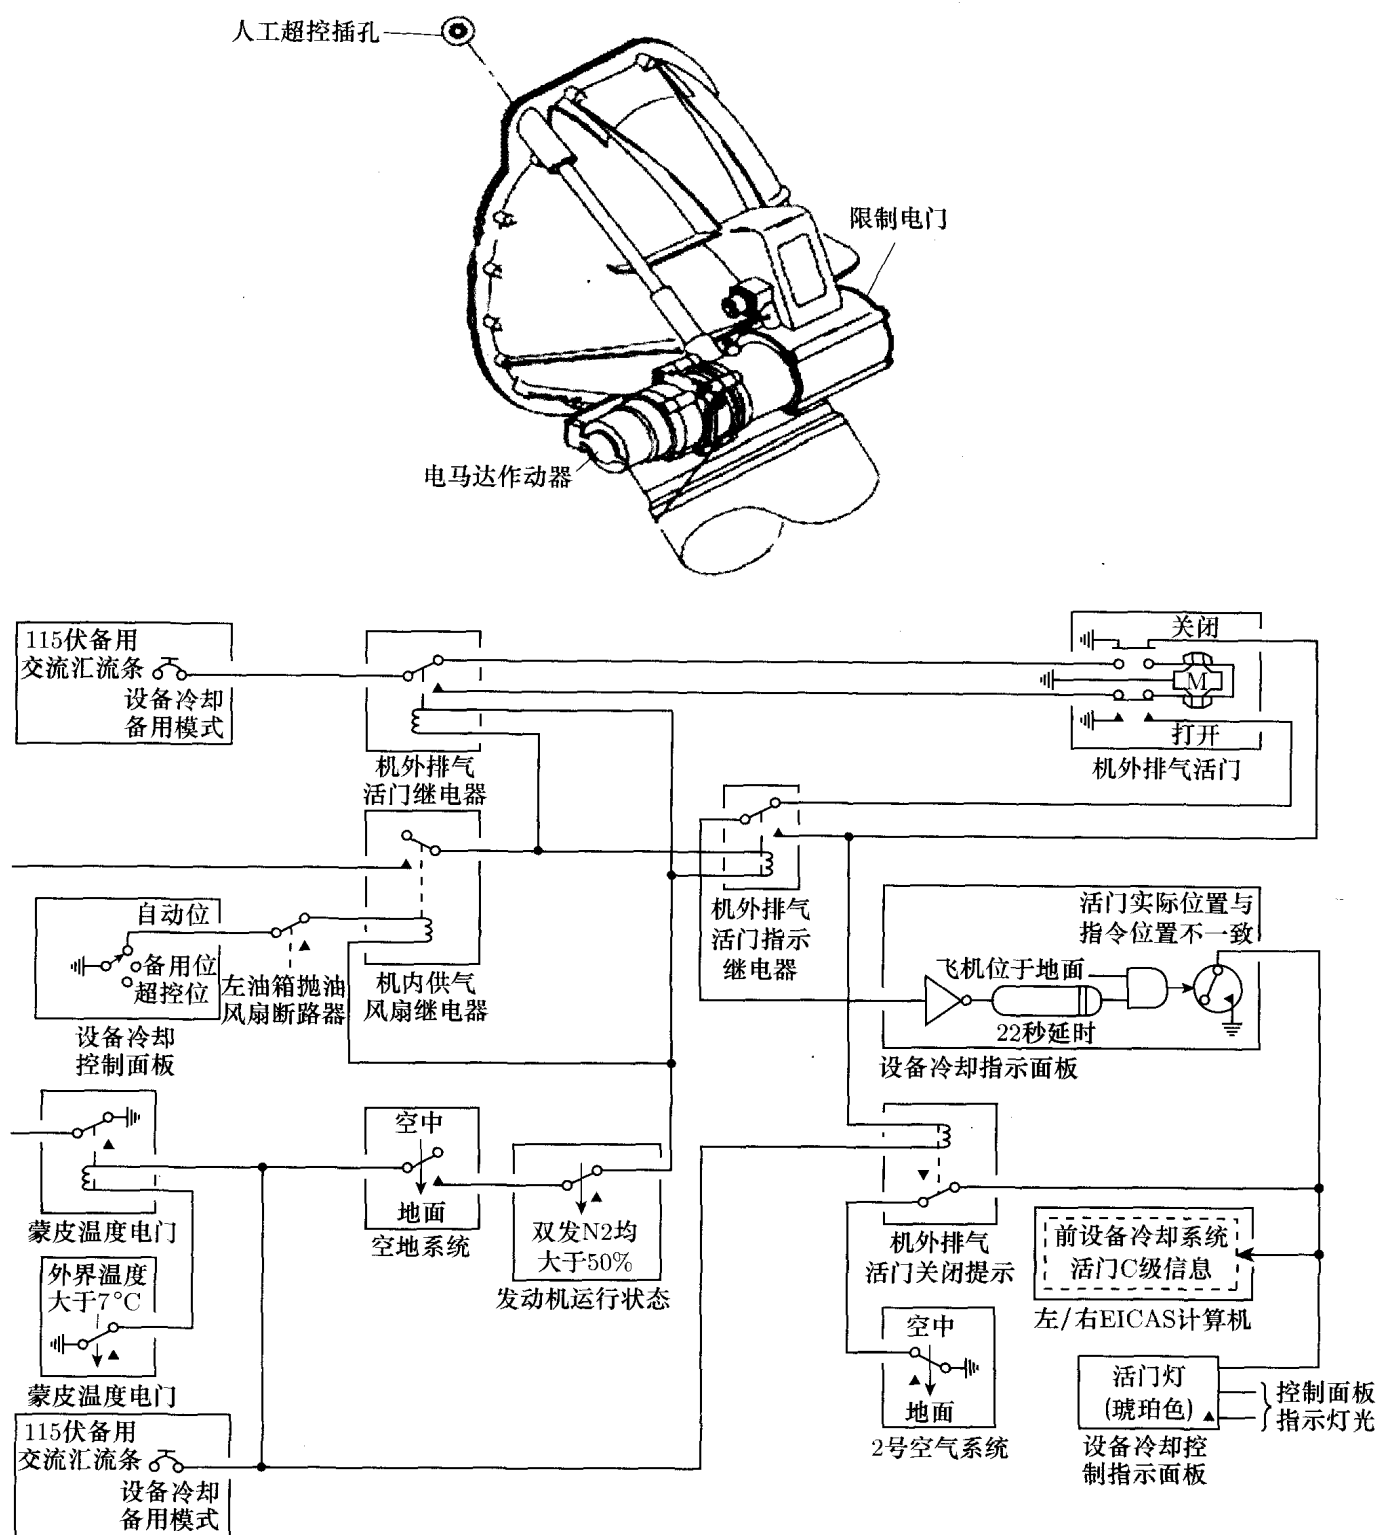 人工超控插孔
限制电门
电马达作动器
115伏备用
交流汇流条
设备冷却
备用模式
机外排气
活门继电器
关闭
M
打开
机外排气活门
自动位
备用位
超控位
设备冷却
控制面板
左油箱抛油
风扇断路器
机内供气
风扇继电器
机外排气
活门指示
继电器
活门实际位置与
指令位置不一致
飞机位于地面
22秒延时
设备冷却指示面板
蒙皮温度电门
外界温度
大于7°C
蒙皮温度电门
空中
地面
空地系统
双发N2均
大于50%
发动机运行状态
机外排气
活门关闭提示
前设备冷却系统
活门C级信息
左/右EICAS计算机
空中
地面
2号空气系统
活门灯
(琥珀色)
控制面板
指示灯光
设备冷却控
制指示面板
115伏备用
交流汇流条
设备冷却
备用模式